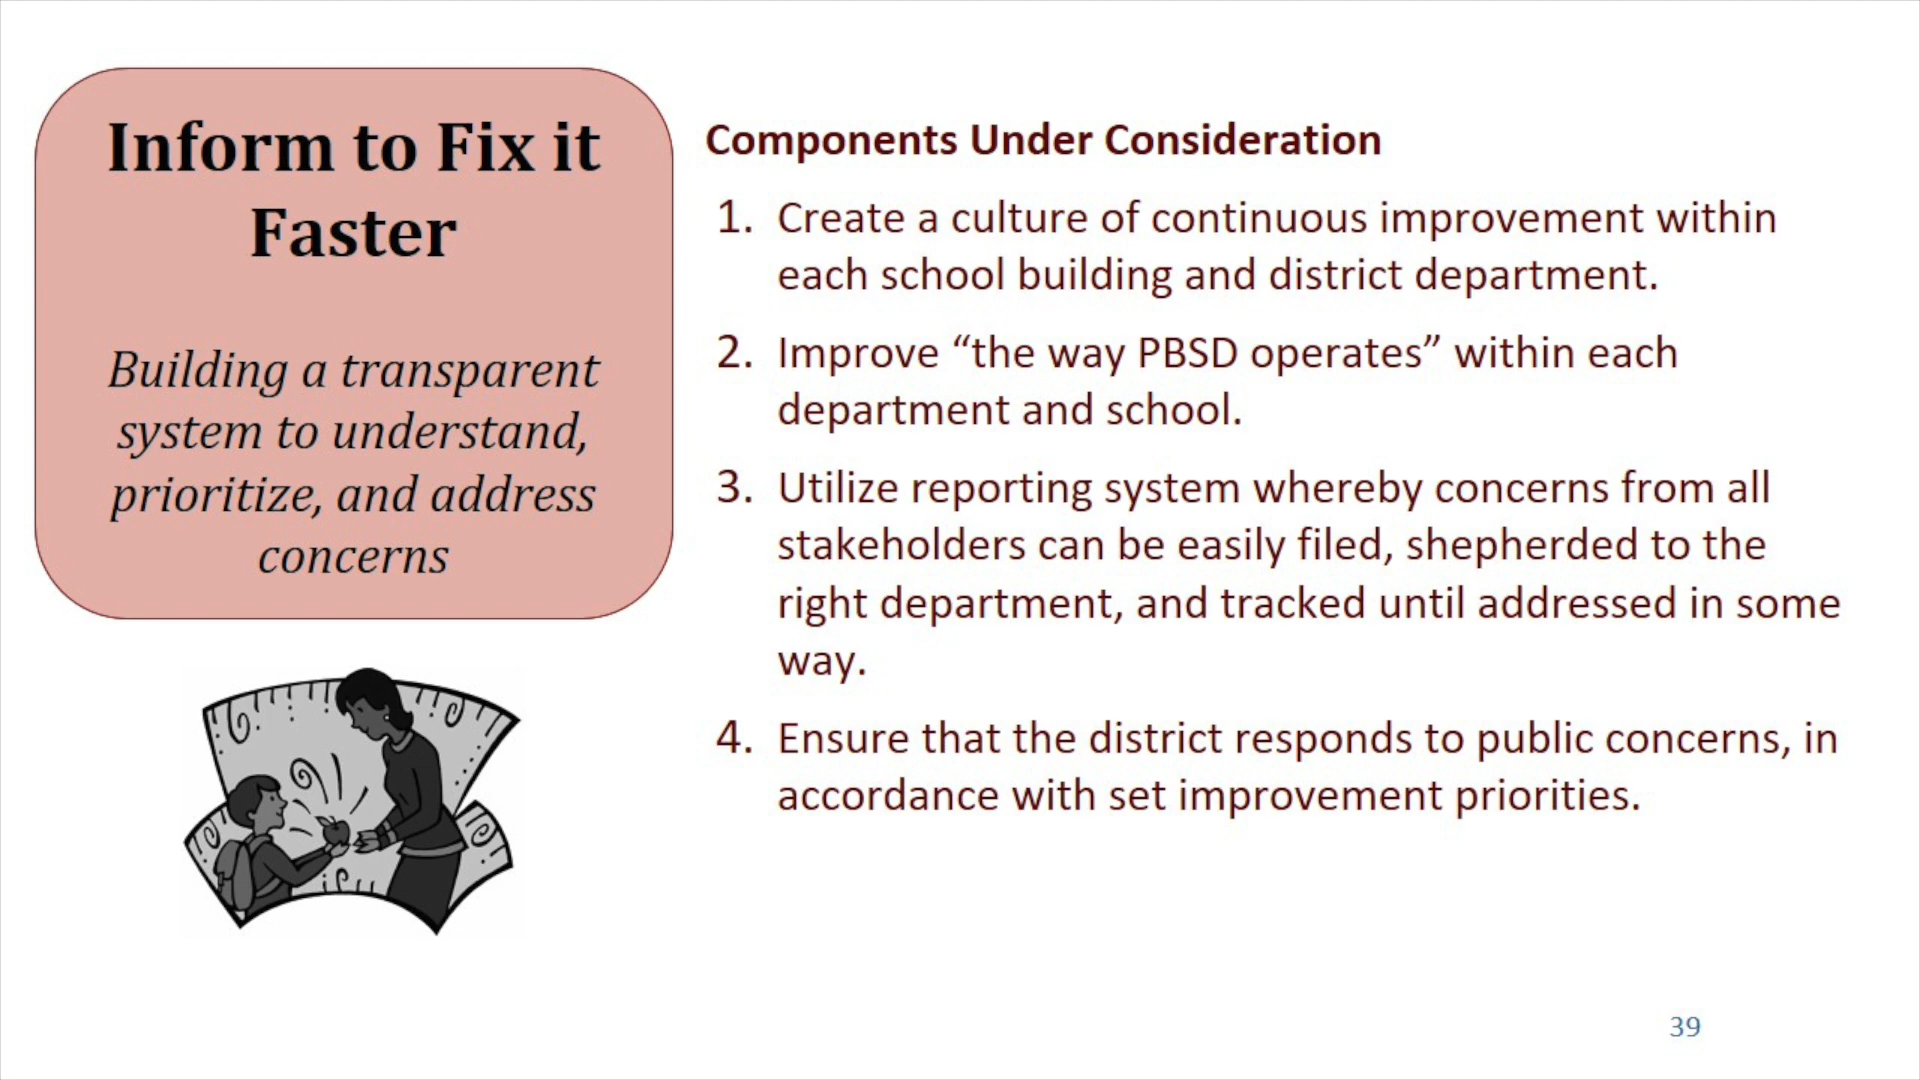 Inform to Fix it
Faster
Building a transparent
system to understand,
prioritize, and address
concerns
Components Under Consideration
1. Create a culture of continuous improvement within
each school building and district department.
2. Improve “the way PBSD operates” within each
department and school.
3. Utilize reporting system whereby concerns from all
stakeholders can be easily filed, shepherded to the
right department, and tracked until addressed in some
way.
4. Ensure that the district responds to public concerns, in
accordance with set improvement priorities.
39